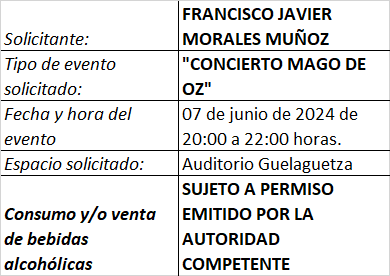 Solicitante:
FRANCISCO JAVIER
MORALES MUÑOZ
Tipo de evento
solicitado:
"CONCIERTO MAGO DE
OZ"
Fecha y hora del
evento
07 de junio de 2024 de
20:00 a 22:00 horas.
Espacio solicitado:
Auditorio Guelaguetza
Consumo y/o venta
de bebidas
alcohólicas
SUJETO A PERMISO
EMITIDO POR LA
AUTORIDAD
COMPETENTE